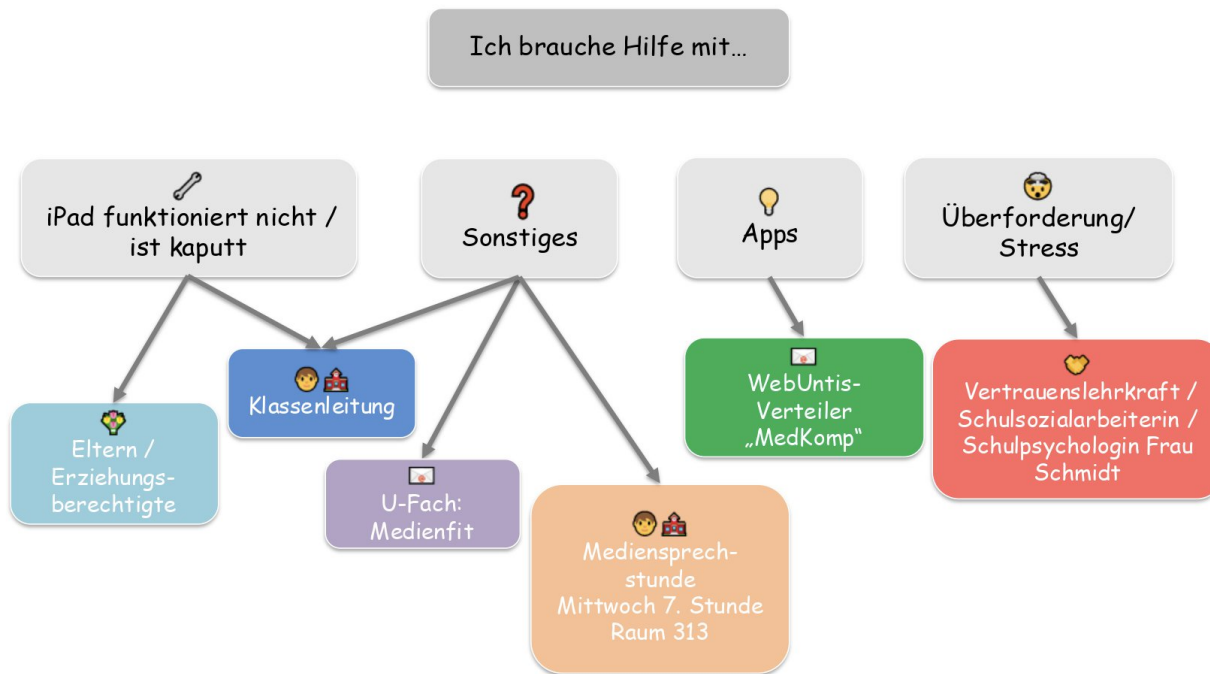 Ich brauche Hilfe mit…
iPad funktioniert nicht /
ist kaputt
Sonstiges
Apps
Überforderung/
Stress
Eltern /
Erziehungs-
berechtigte
Klassenleitung
U-Fach:
Medienfit
Mediensprech-
stunde
Mittwoch 7. Stunde
Raum 313
WebUntis-
Verteiler
„MedKomp“
Vertrauenslehrkraft /
Schulsozialarbeiterin /
Schulpsychologin Frau
Schmidt